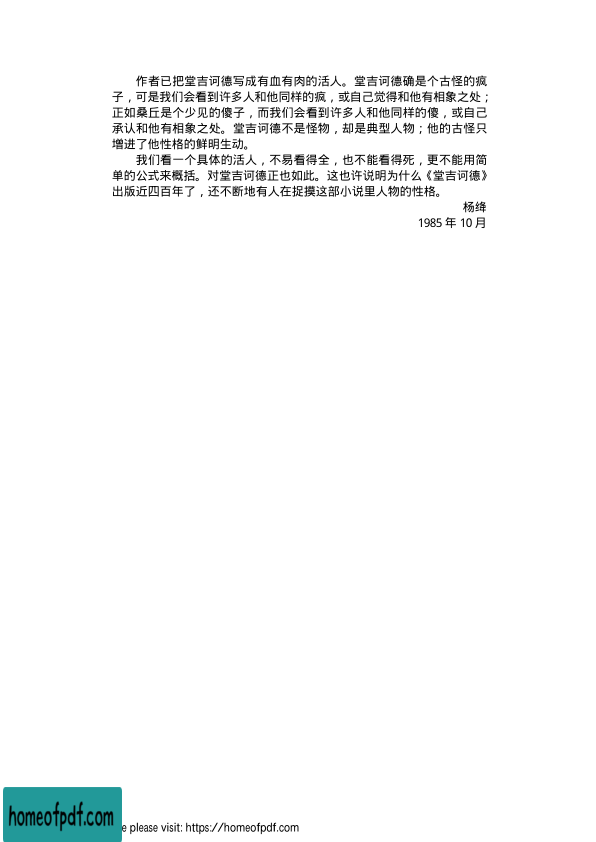 作者已把堂吉诃德写成有血有肉的活人。堂吉诃德确是个古怪的疯
子，可是我们会看到许多人和他同样的疯，或自己觉得和他有相象之处；
正如桑丘是个少见的傻子，而我们会看到许多人和他同样的傻，或自己
承认和他有相象之处。堂吉诃德不是怪物，却是典型人物；他的古怪只
增进了他性格的鲜明生动。
我们看一个具体的活人，不易看得全，也不能看得死，更不能用简
单的公式来概括。对堂吉诃德正也如此。这也许说明为什么《堂吉诃德》
出版近四百年了，还不断地有人在捉摸这部小说里人物的性格。
杨绛
1985 年 10 月
homeofpdf.com
e please visit: https://homeofpdf.com